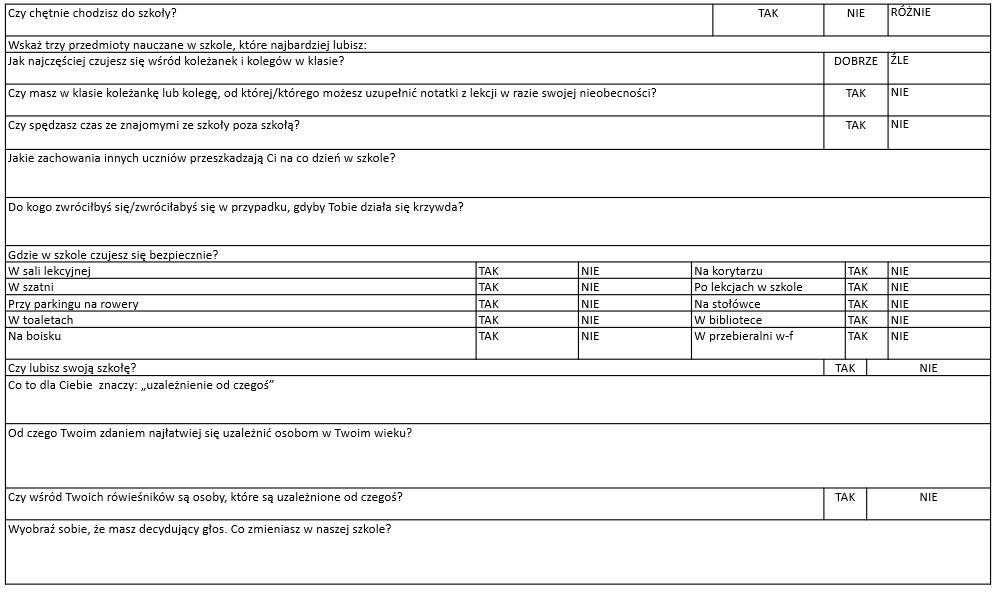 Czy chętnie chodzisz do szkoły? TAK NIE RÓŻNIE
Wskaż trzy przedmioty nauczane w szkole, które najbardziej lubisz:
Jak najczęściej czujesz się wśród koleżanek i kolegów w klasie? DOBRZE ŹLE
Czy masz w klasie koleżankę lub kolegę, od której/którego możesz uzupełnić notatki z lekcji w razie swojej nieobecności? TAK NIE
Czy spędzasz czas ze znajomymi ze szkoły poza szkołą? TAK NIE
Jakie zachowania innych uczniów przeszkadzają Ci na co dzień w szkole?
Do kogo zwróciłbyś się/zwróciłabyś się w przypadku, gdyby Tobie działa się krzywda?
Gdzie w szkole czujesz się bezpiecznie?
W sali lekcyjnej TAK NIE Na korytarzu TAK NIE
W szatni TAK NIE Po lekcjach w szkole TAK NIE
Przy parkingu na rowery TAK NIE Na stołówce TAK NIE
W toaletach TAK NIE W bibliotece TAK NIE
Na boisku TAK NIE W przebieralni w-f TAK NIE
Czy lubisz swoją szkołę? TAK NIE
Co to dla Ciebie  znaczy: „uzależnienie od czegoś”
Od czego Twoim zdaniem najłatwiej się uzależnić osobom w Twoim wieku?
Czy wśród Twoich rówieśników są osoby, które są uzależnione od czegoś? TAK NIE
Wyobraź sobie, że masz decydujący głos. Co zmieniasz w naszej szkole?